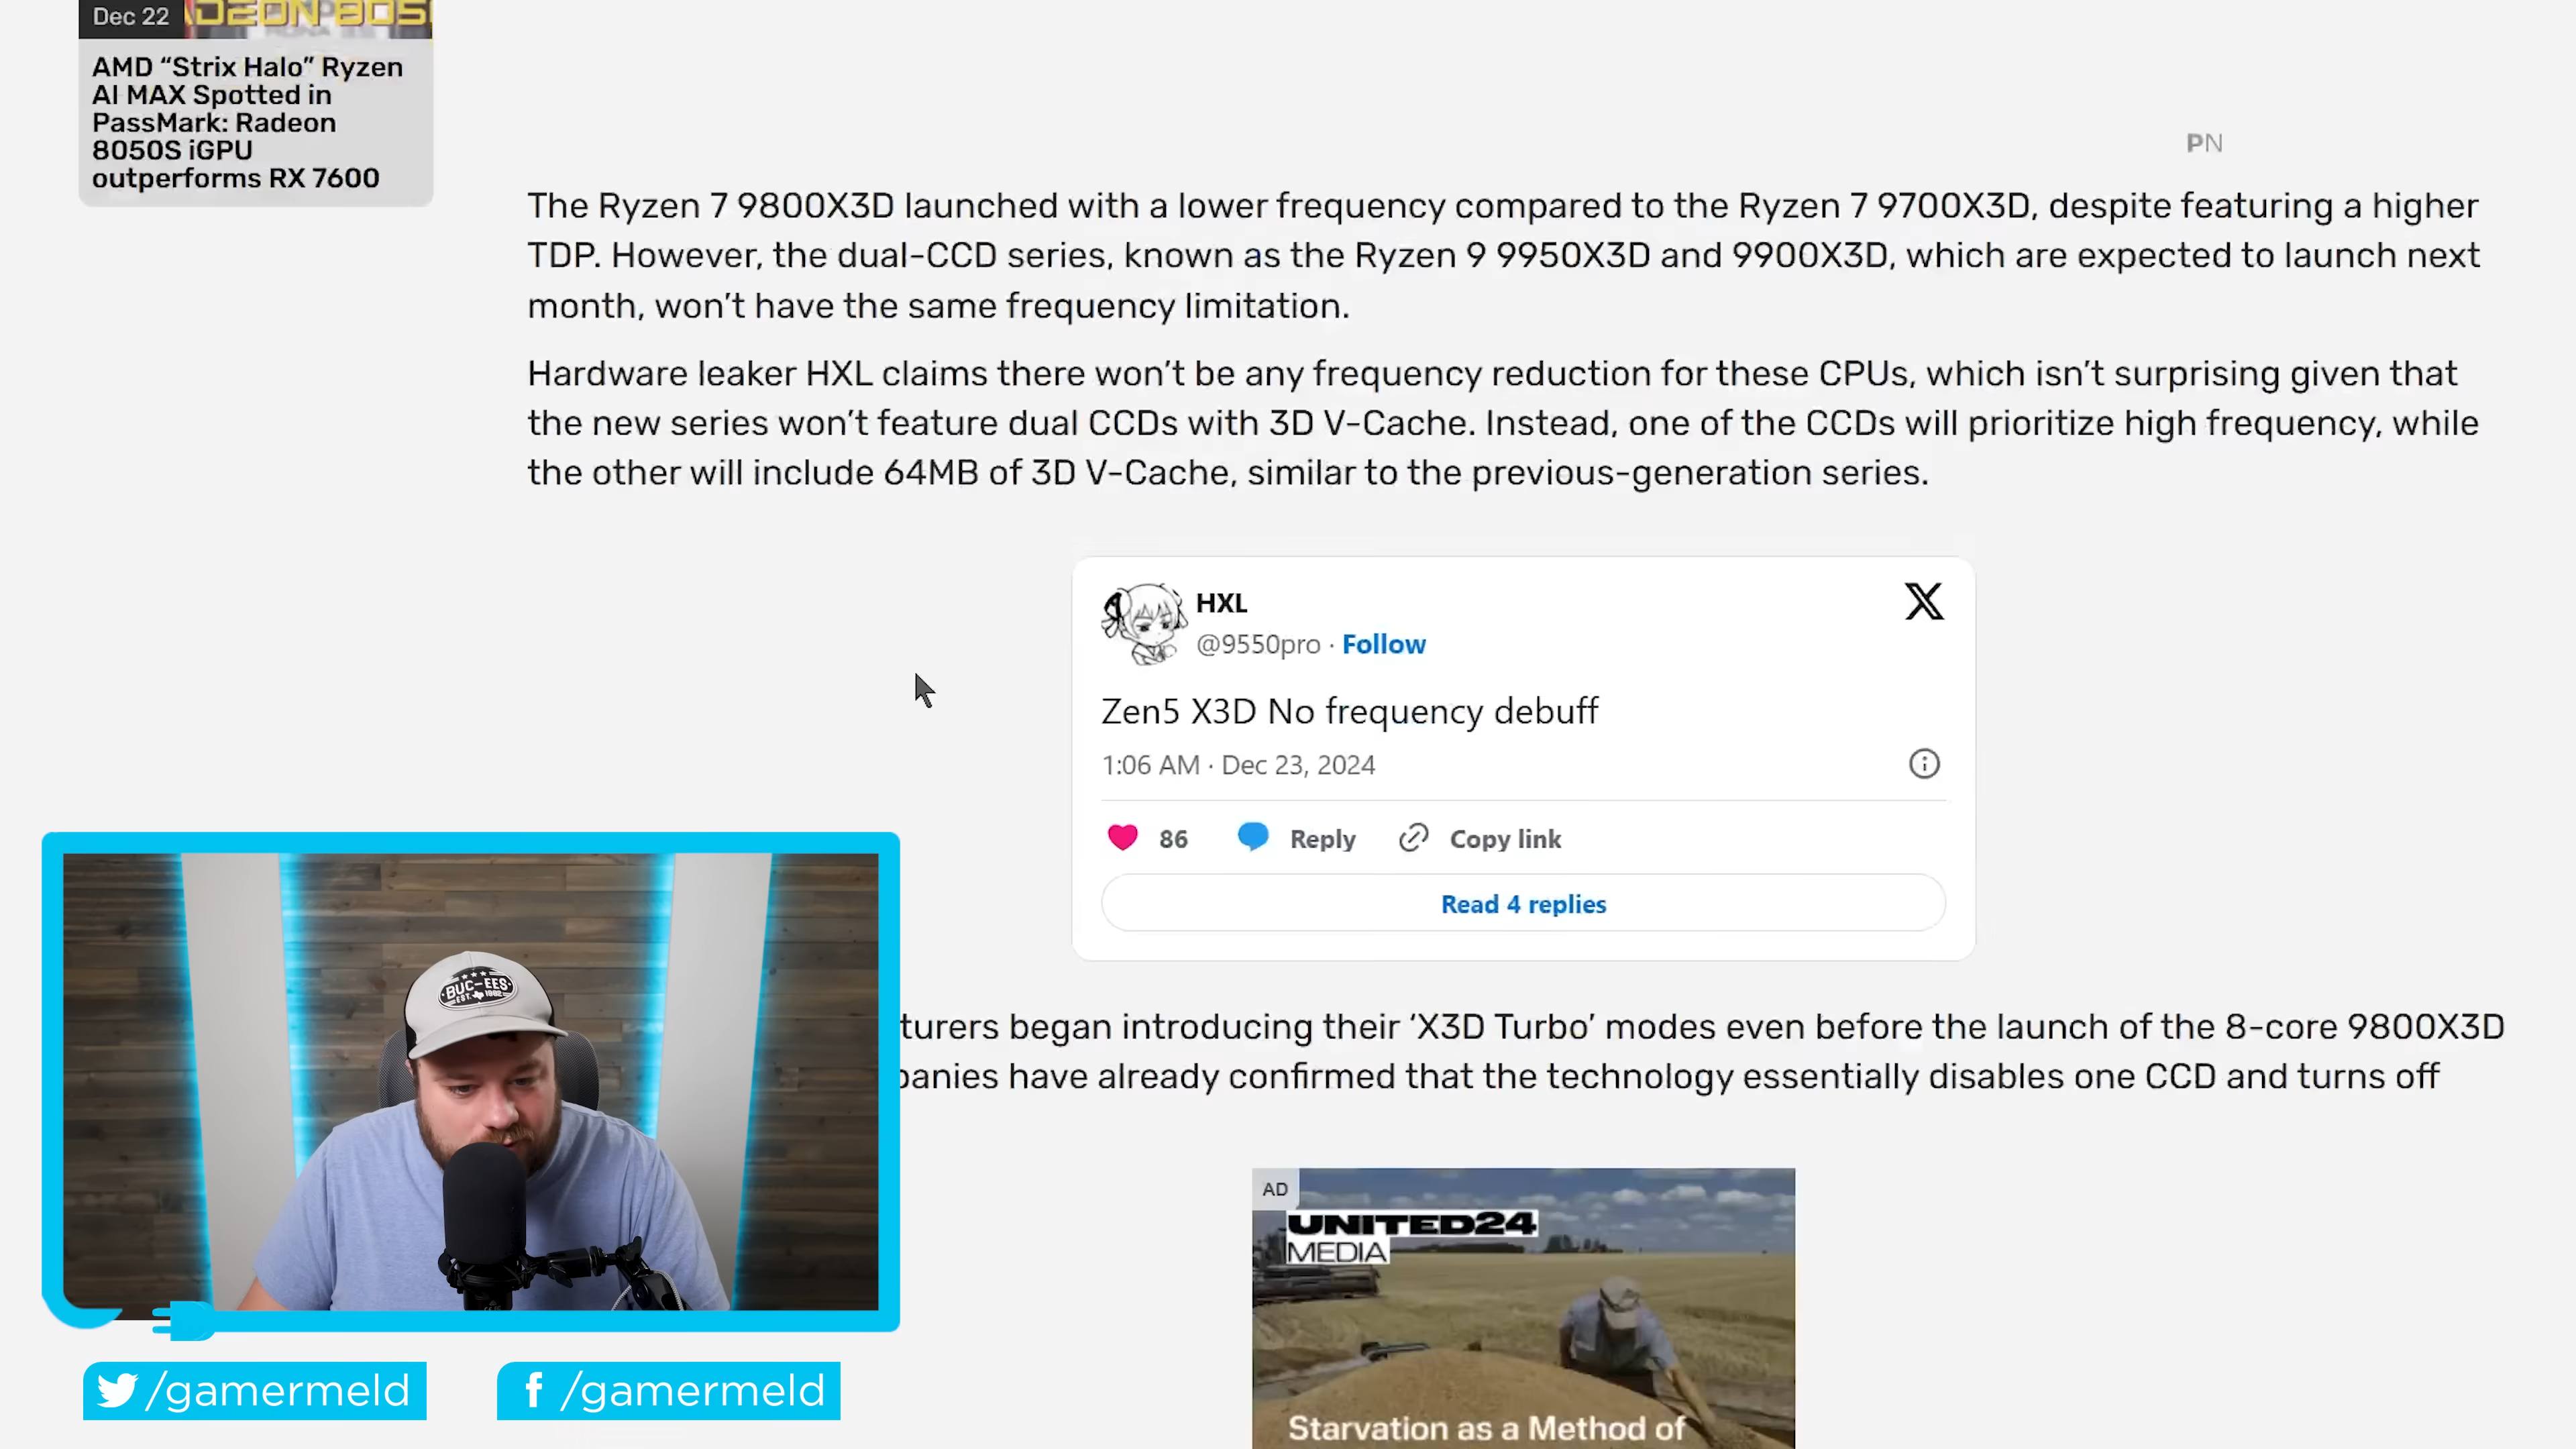 Dec 22
AMD “Strix Halo” Ryzen
AI MAX Spotted in
PassMark: Radeon
8050S iGPU
outperforms RX 7600
PN
The Ryzen 7 9800X3D launched with a lower frequency compared to the Ryzen 7 9700X3D, despite featuring a higher
TDP. However, the dual-CCD series, known as the Ryzen 9 9950X3D and 9900X3D, which are expected to launch next
month, won’t have the same frequency limitation.
Hardware leaker HXL claims there won’t be any frequency reduction for these CPUs, which isn’t surprising given that
the new series won’t feature dual CCDs with 3D V-Cache. Instead, one of the CCDs will prioritize high frequency, while
the other will include 64MB of 3D V-Cache, similar to the previous-generation series.
HXL
@9550pro · Follow
Zen5 X3D No frequency debuff
1:06 AM · Dec 23, 2024
86 Reply Copy link
Read 4 replies
turers began introducing their ‘X3D Turbo’ modes even before the launch of the 8-core 9800X3D
panies have already confirmed that the technology essentially disables one CCD and turns off
BUC-EES
EST. 1982
AD
UNITED24
MEDIA
Starvation as a Method of
/gamermeld
/gamermeld